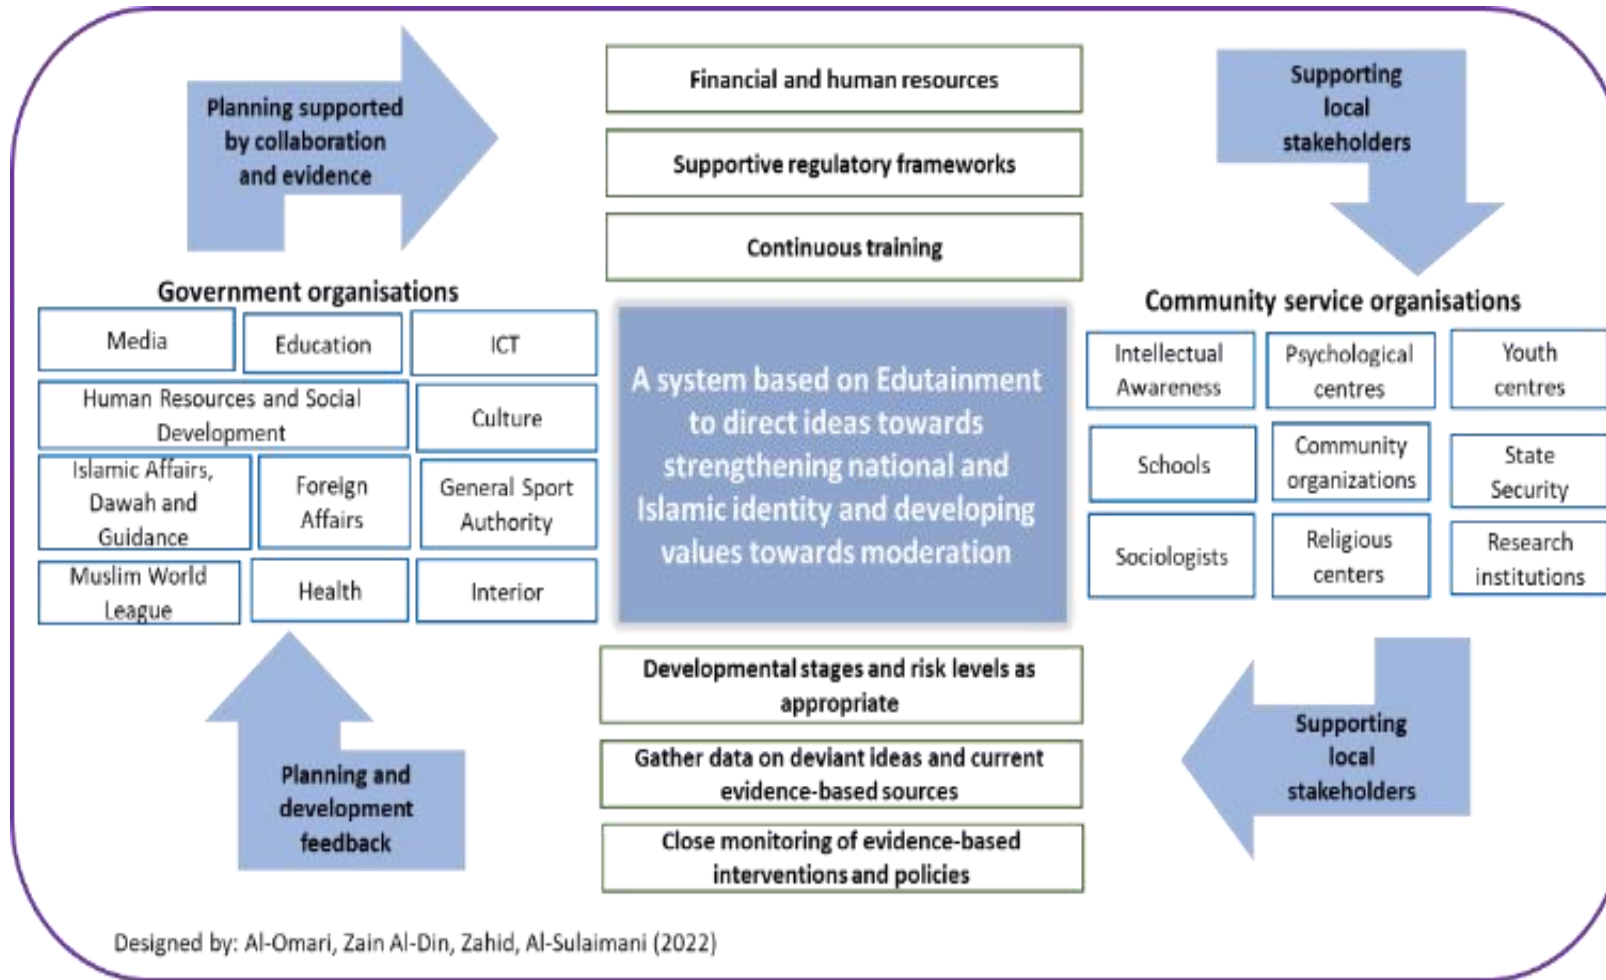 Planning supported
by collaboration
and evidence
Financial and human resources
Supportive regulatory frameworks
Continuous training
Supporting
local
stakeholders
Government organisations
Media
Education
ICT
Human Resources and Social
Development
Culture
Islamic Affairs,
Dawah and
Guidance
Foreign
Affairs
General Sport
Authority
Muslim World
League
Health
Interior
A system based on Edutainment
to direct ideas towards
strengthening national and
Islamic identity and developing
values towards moderation
Community service organisations
Intellectual
Awareness
Psychological
centres
Youth
centres
Schools
Community
organizations
State
Security
Sociologists
Religious
centers
Research
institutions
Planning and
development
feedback
Developmental stages and risk levels as
appropriate
Gather data on deviant ideas and current
evidence-based sources
Close monitoring of evidence-based
interventions and policies
Supporting
local
stakeholders
Designed by: Al-Omari, Zain Al-Din, Zahid, Al-Sulaimani (2022)